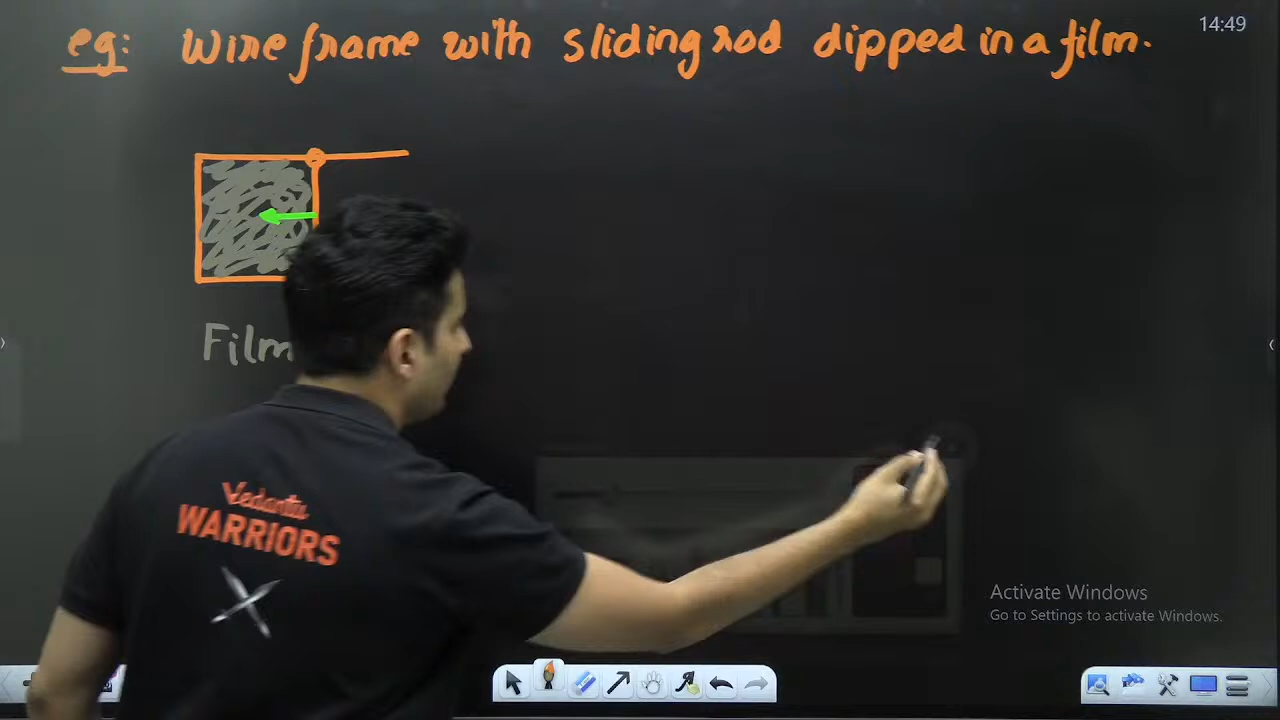 14:49
eg: Wire frame with sliding rod dipped in a film.
Film
Vedantu
WARRIORS
Activate Windows
Go to Settings to activate Windows.